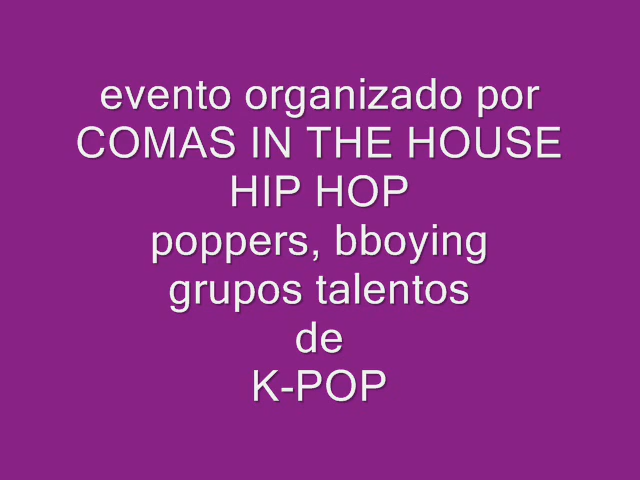 evento organizado por
COMAS IN THE HOUSE
HIP HOP
poppers, bboying
grupos talentos
de
K-POP